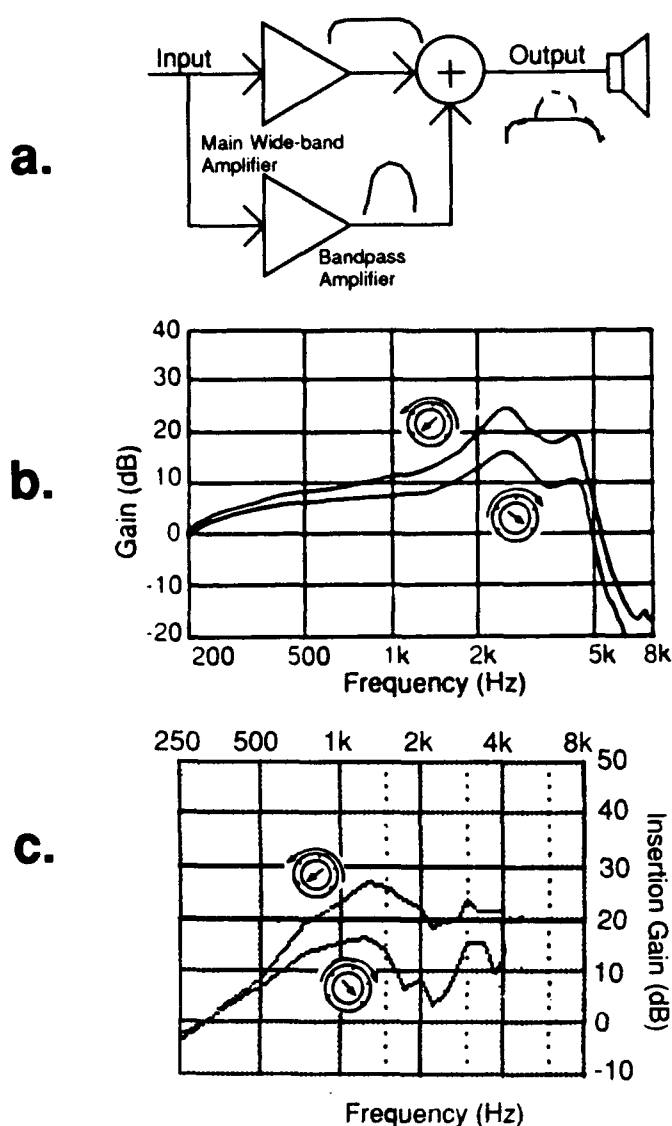 a.
Input
Output
+
Main Wide-band
Amplifier
Bandpass
Amplifier
b.
Gain (dB)
40
30
20
10
0
-10
-20
200 500 1k 2k 5k 8k
Frequency (Hz)
c.
250 500 1k 2k 4k 8k
50
40
30
20
10
0
-10
Insertion Gain (dB)
Frequency (Hz)